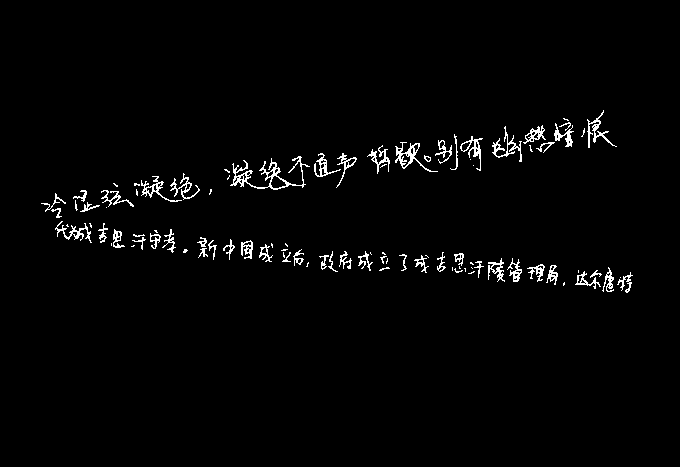 冷涩弦凝绝,凝绝不通声暂歇。别有幽愁暗恨
代为成吉思汗守孝。新中国成立后,政府成立了成吉思汗陵管理局,达尔扈特